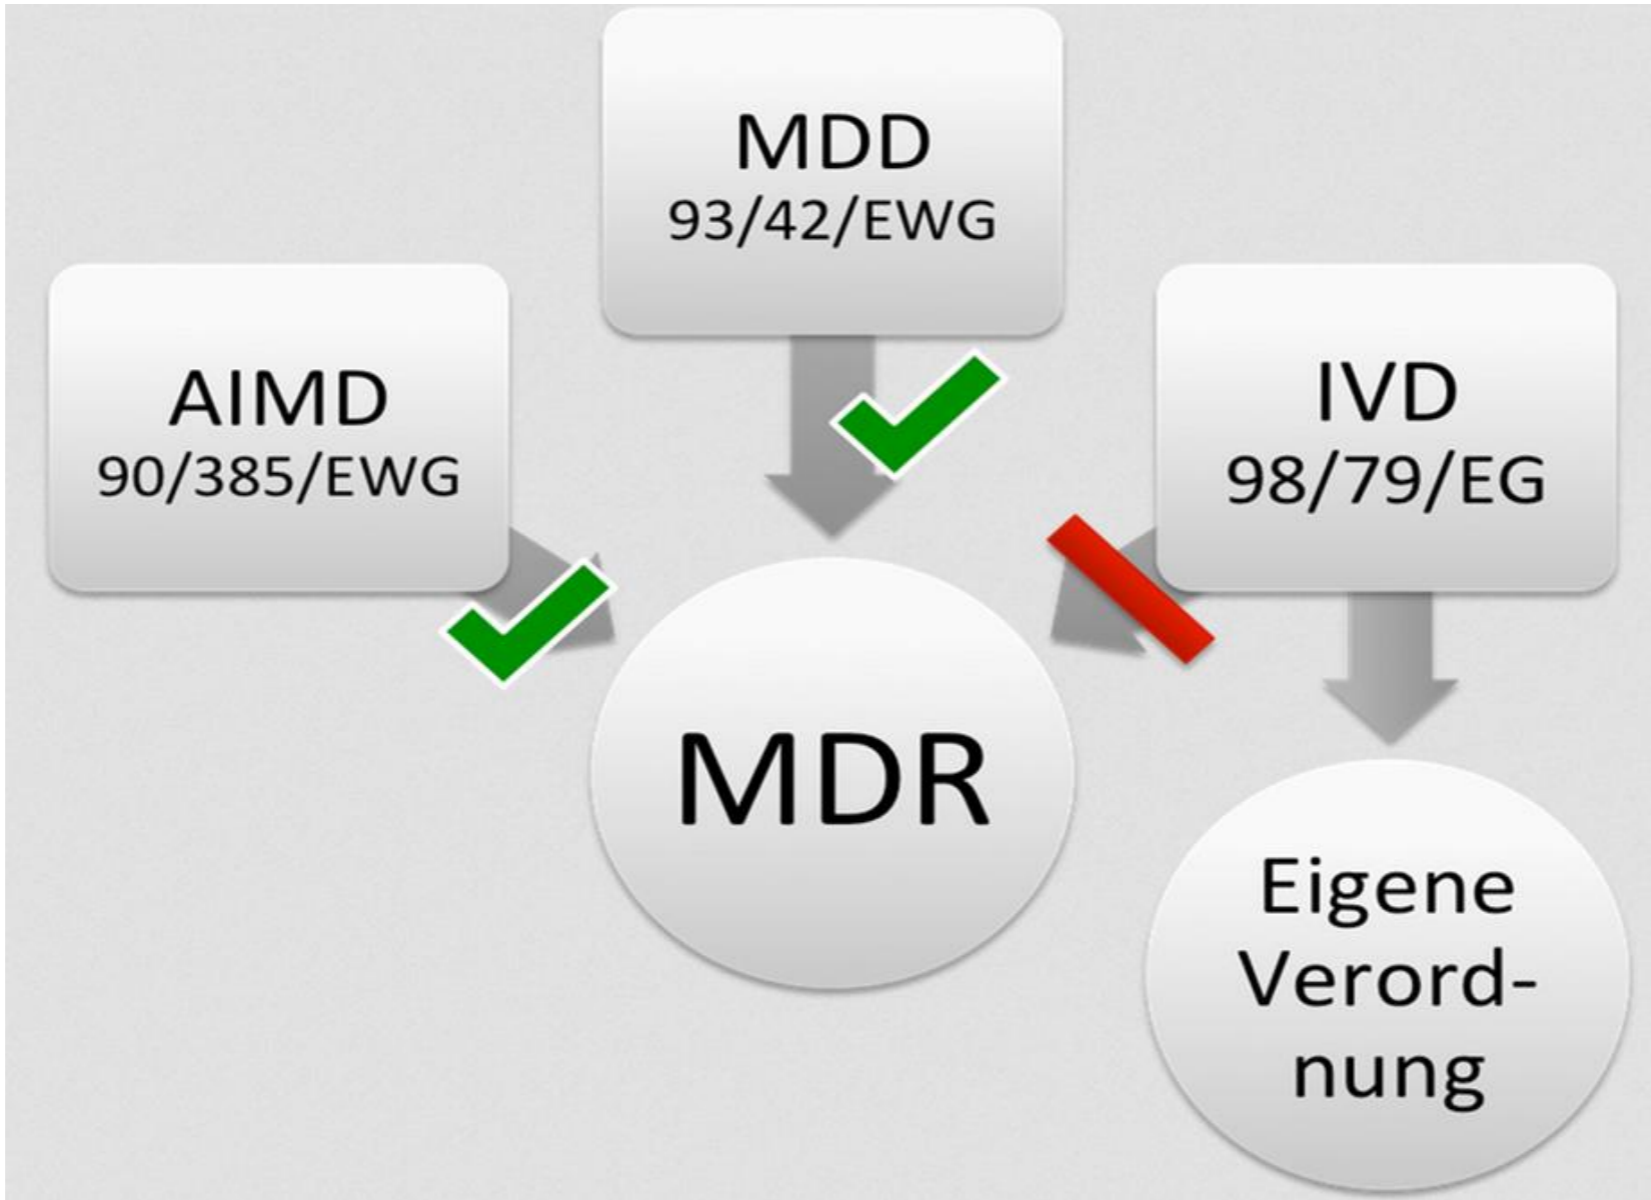 MDD
93/42/EWG
AIMD
90/385/EWG
IVD
98/79/EG
MDR
Eigene
Verord-
nung